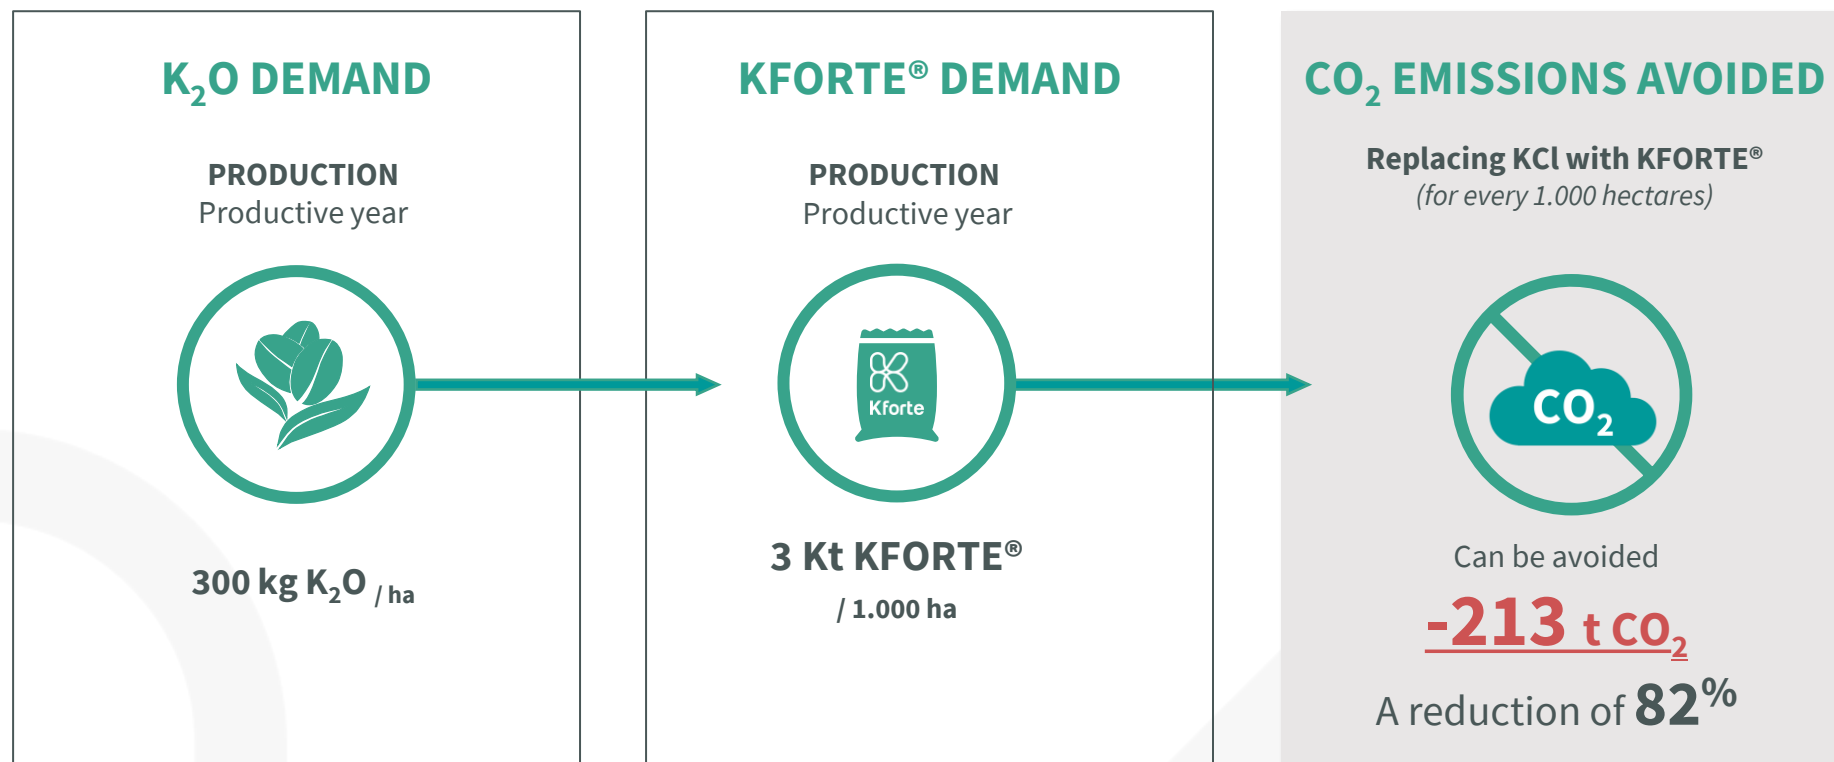 K₂O DEMAND
PRODUCTION
Productive year
300 kg K₂O / ha
KFORTE® DEMAND
PRODUCTION
Productive year
Kforte
3 Kt KFORTE®
/ 1.000 ha
CO₂ EMISSIONS AVOIDED
Replacing KCl with KFORTE®
(for every 1.000 hectares)
CO₂
Can be avoided
-213 t CO₂
A reduction of 82%